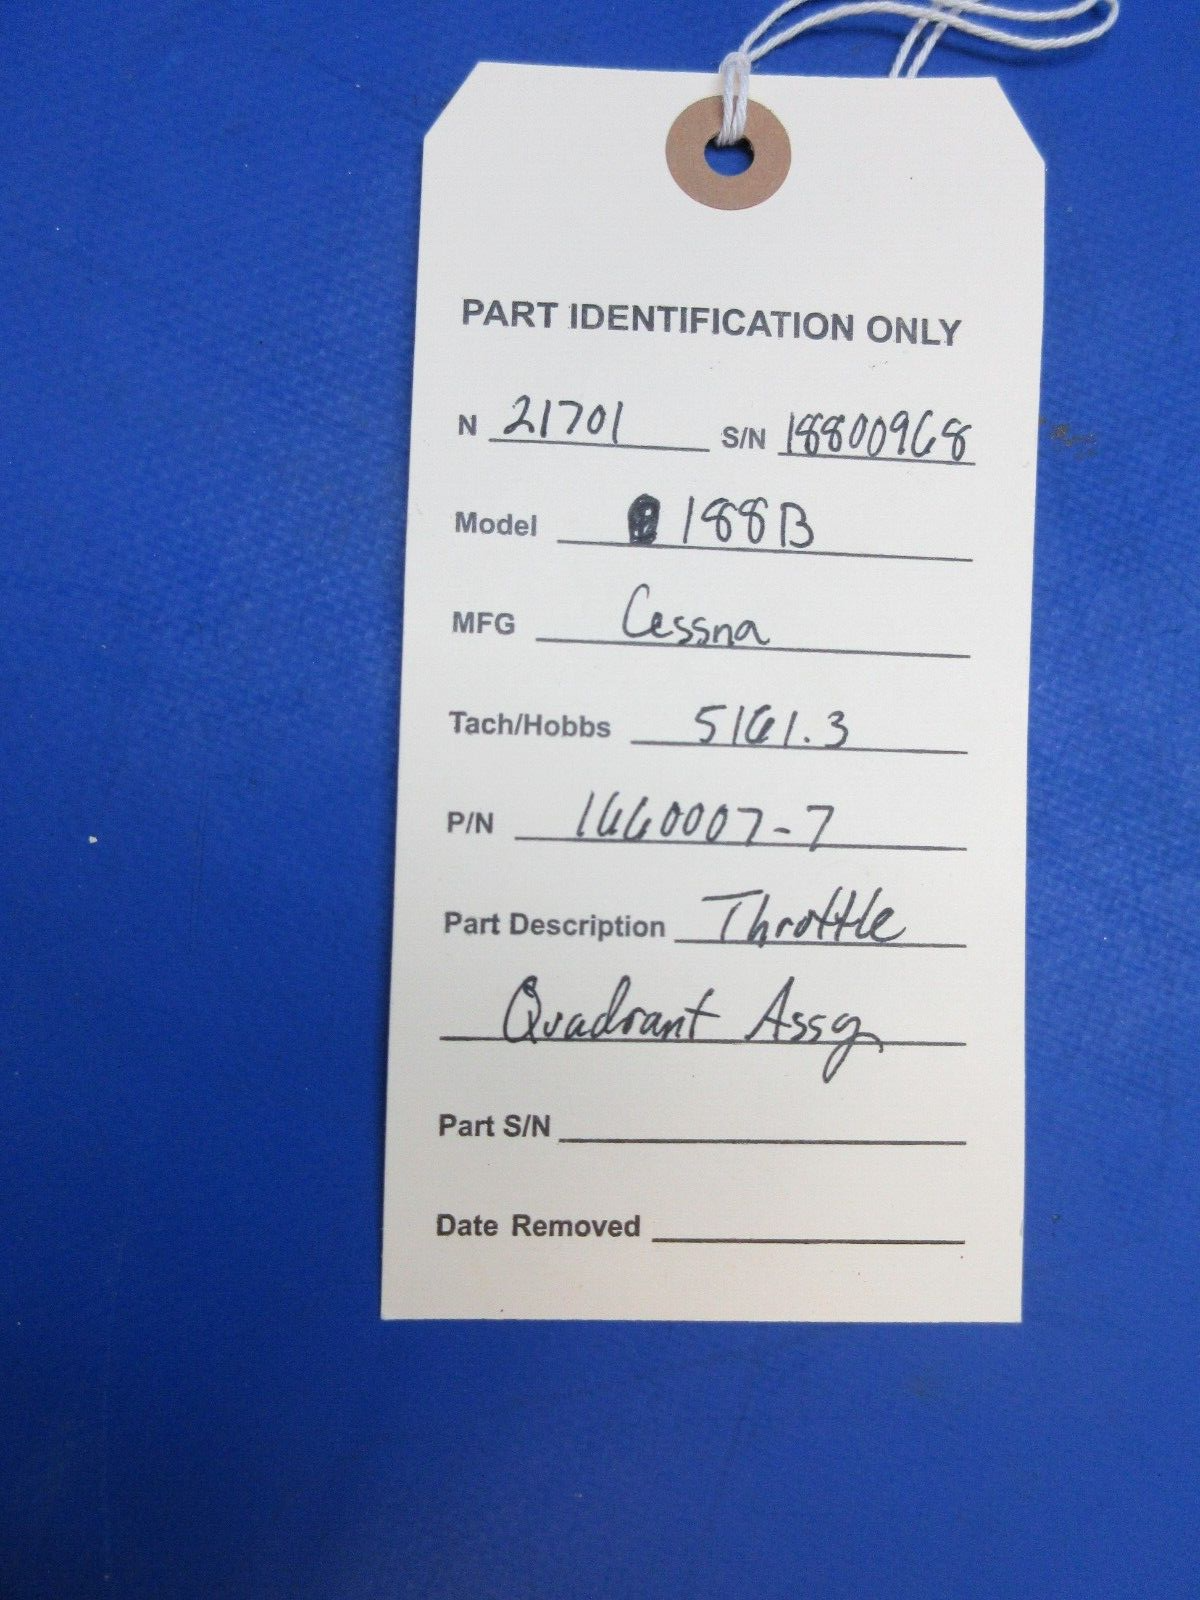 PART IDENTIFICATION ONLY
N 21701 S/N 18800968
Model 188B
MFG Cessna
Tach/Hobbs 5161.3
P/N 1660007-7
Part Description Throttle
Quadrant Assy
Part S/N
Date Removed